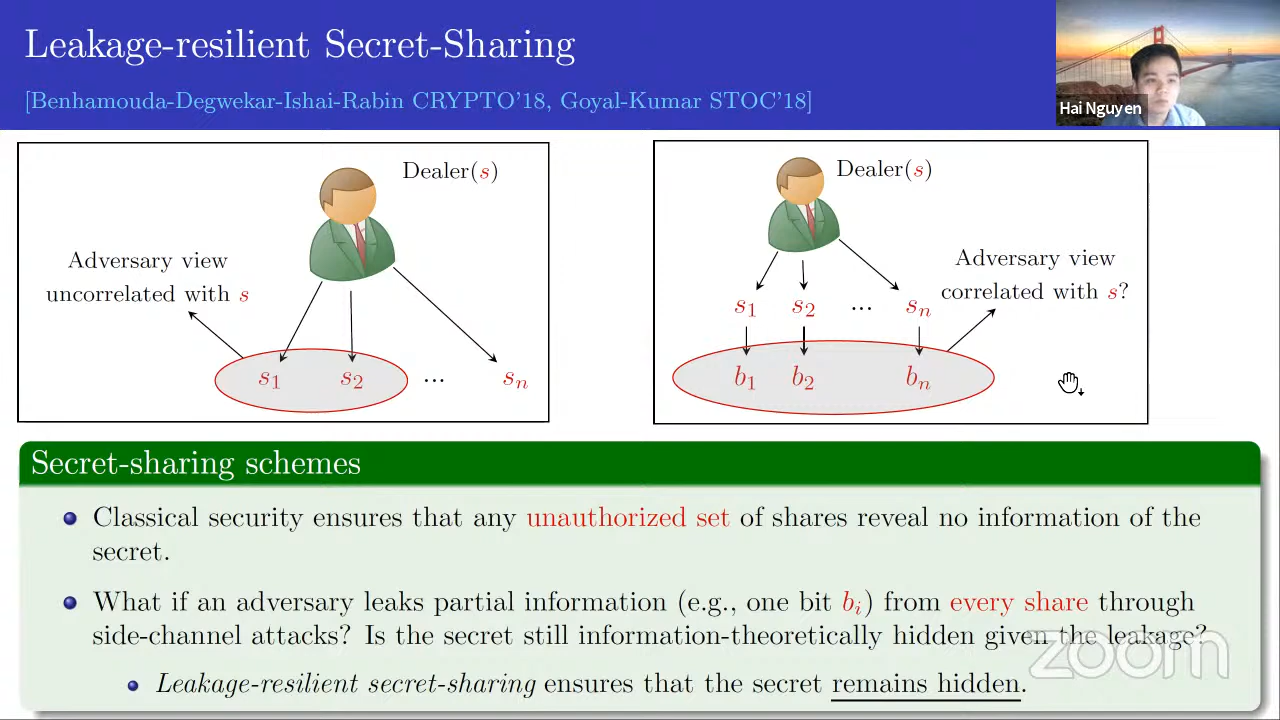 Leakage-resilient Secret-Sharing
[Benhamouda-Degwekar-Ishai-Rabin CRYPTO'18, Goyal-Kumar STOC'18]
Hai Nguyen
Dealer(s)
Adversary view
uncorrelated with s
s₁ s₂ ... sₙ
Dealer(s)
Adversary view
correlated with s?
s₁ s₂ ... sₙ
b₁ b₂ bₙ
Secret-sharing schemes
Classical security ensures that any unauthorized set of shares reveal no information of the
secret.
What if an adversary leaks partial information (e.g., one bit bᵢ) from every share through
side-channel attacks? Is the secret still information-theoretically hidden given the leakage?
Leakage-resilient secret-sharing ensures that the secret remains hidden.
zoom